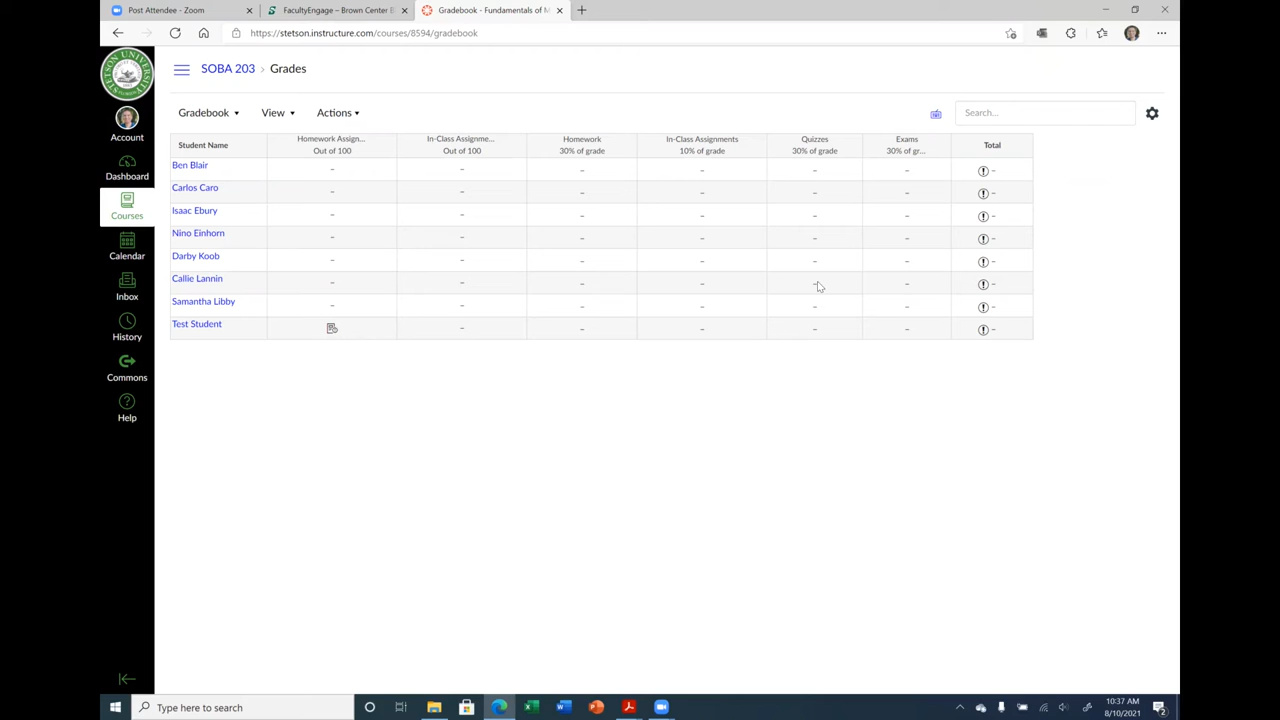 Post Attendee - Zoom
FacultyEngage – Brown Center
Gradebook - Fundamentals of M
https://stetson.instructure.com/courses/8594/gradebook
STETSON UNIVERSITY
FLORIDA
SOBA 203 › Grades
Account
Dashboard
Courses
Calendar
Inbox
History
Commons
Help
Gradebook View Actions
Search...
Student Name Homework Assign... In-Class Assignme... Homework In-Class Assignments Quizzes Exams Total
Out of 100 Out of 100 30% of grade 10% of grade 30% of grade 30% of gr...
Ben Blair – – – – – – –
Carlos Caro – – – – – – –
Isaac Ebury – – – – – – –
Nino Einhorn – – – – – – –
Darby Koob – – – – – – –
Callie Lannin – – – – – – –
Samantha Libby – – – – – – –
Test Student – – – – – –
Type here to search
10:37 AM
8/10/2021
2